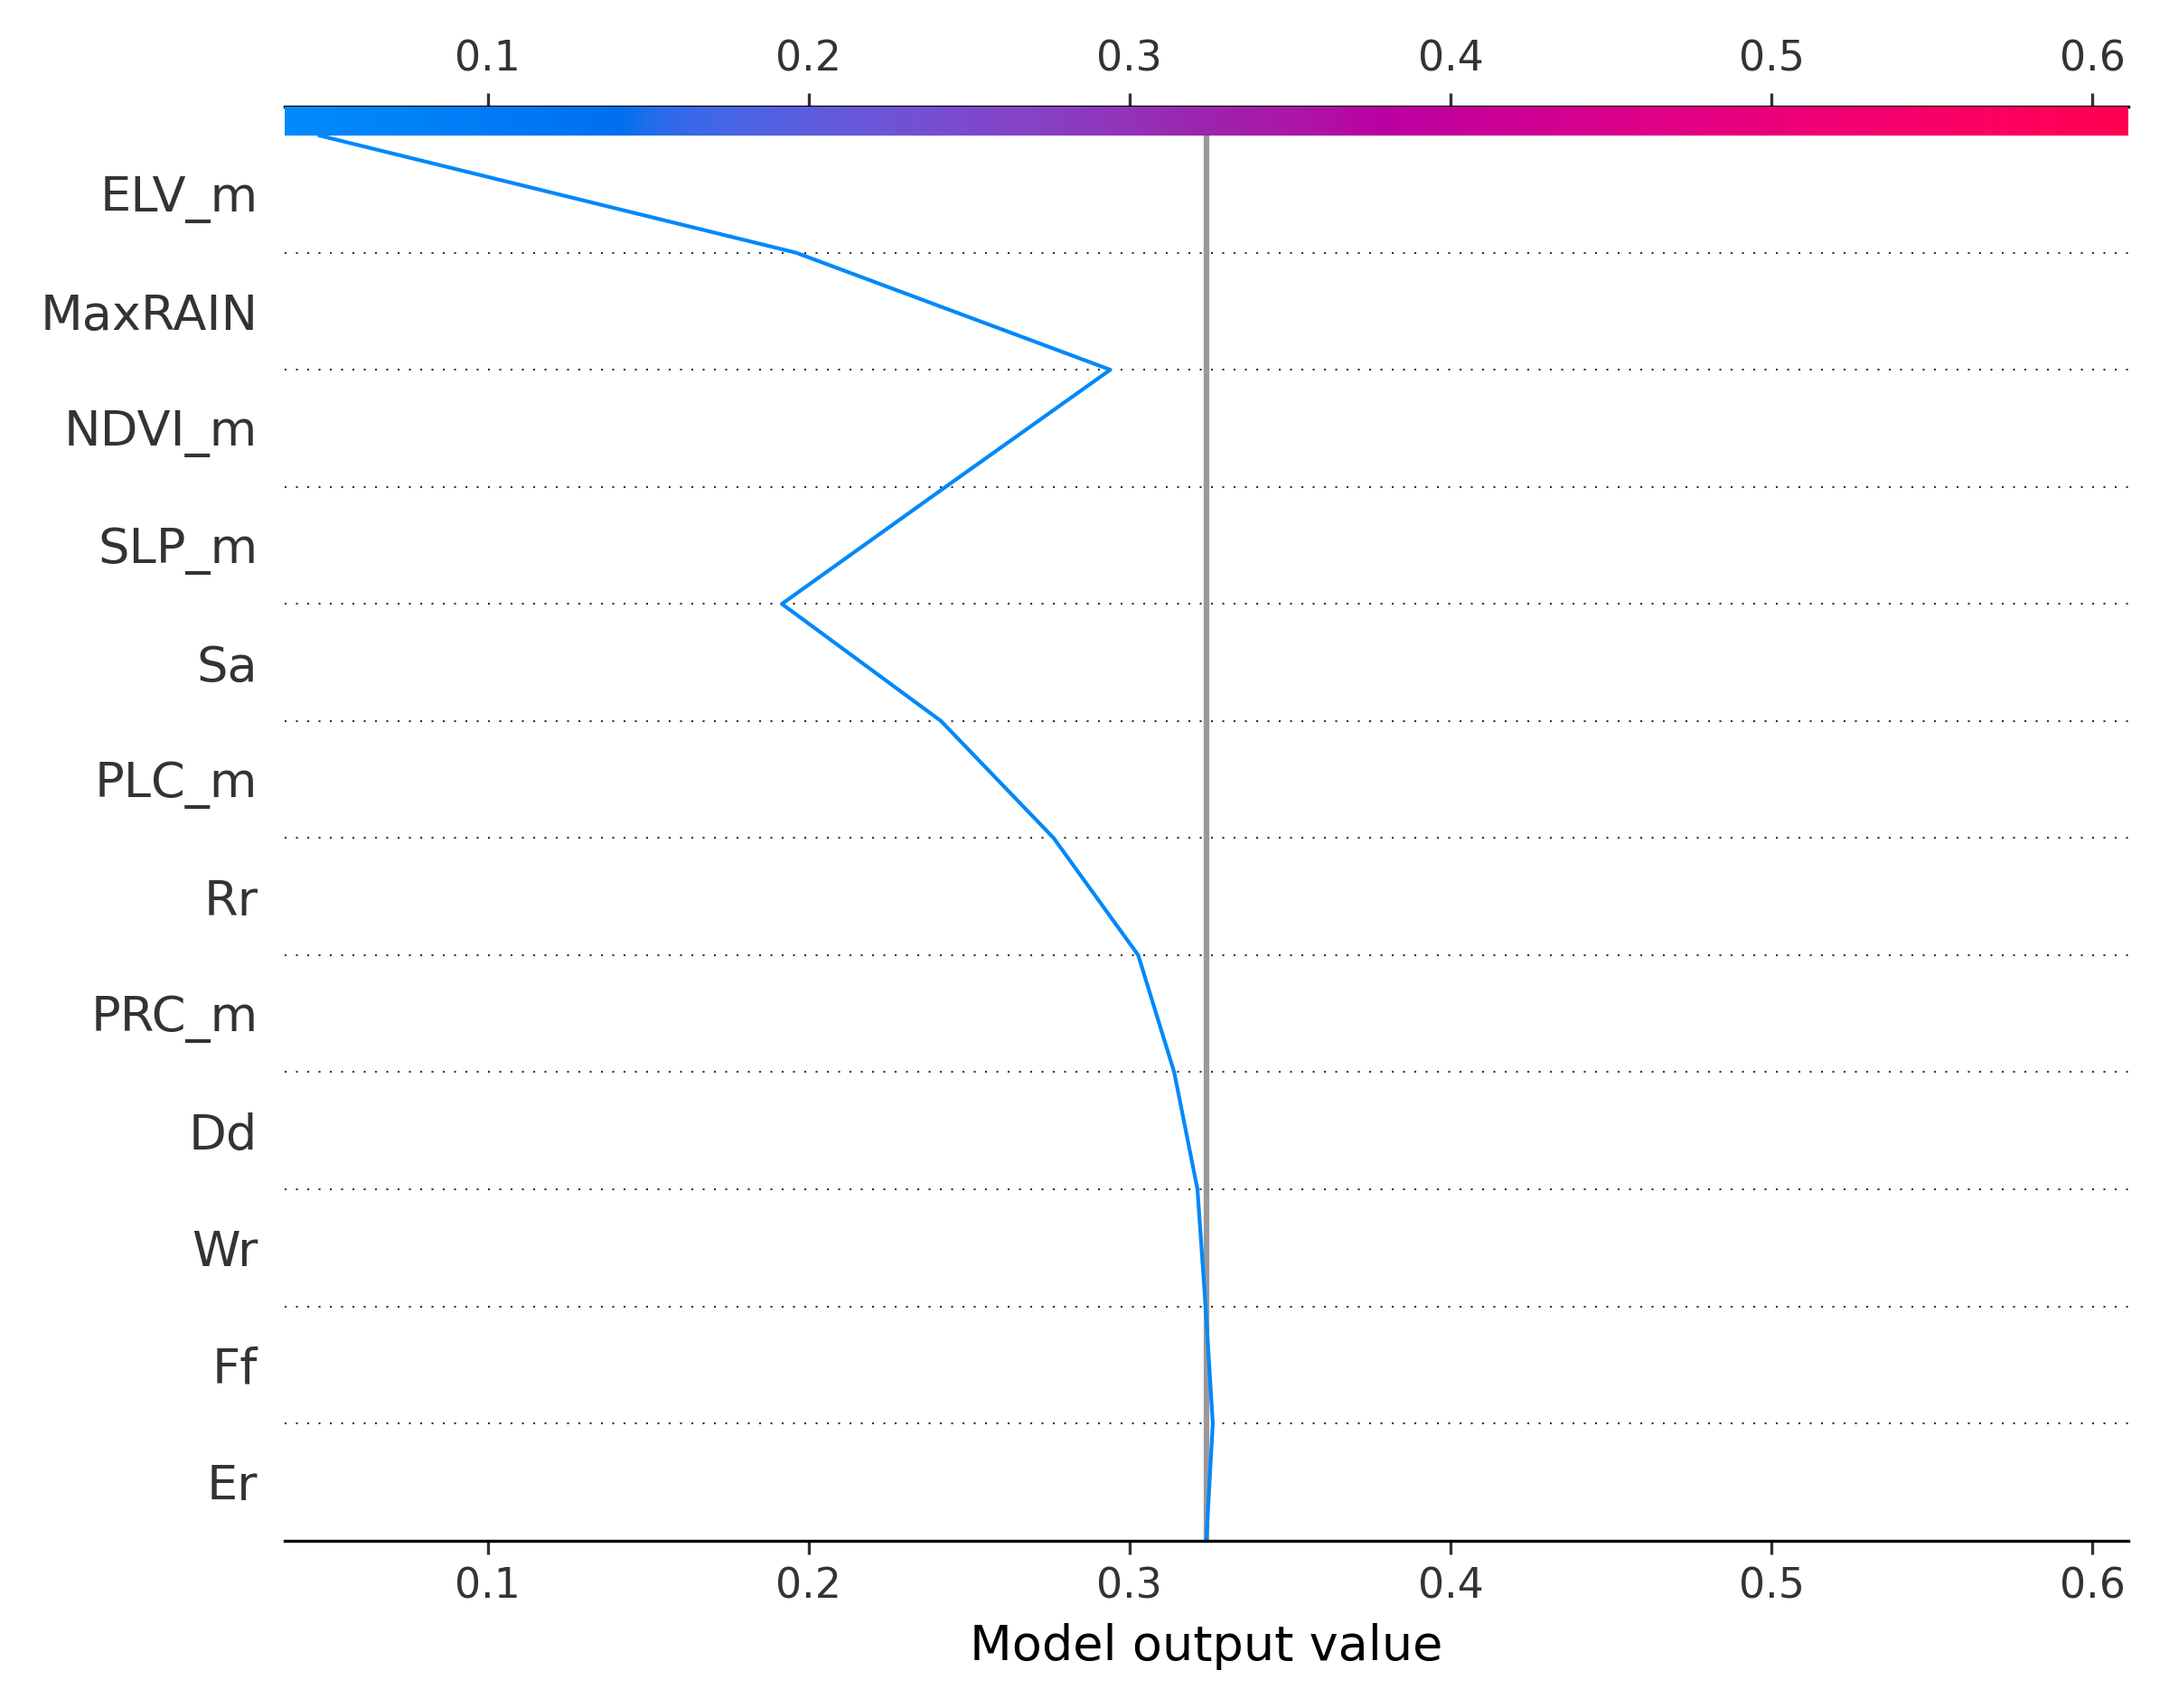 0.1 0.2 0.3 0.4 0.5 0.6
ELV_m
MaxRAIN
NDVI_m
SLP_m
Sa
PLC_m
Rr
PRC_m
Dd
Wr
Ff
Er
0.1 0.2 0.3 0.4 0.5 0.6
Model output value